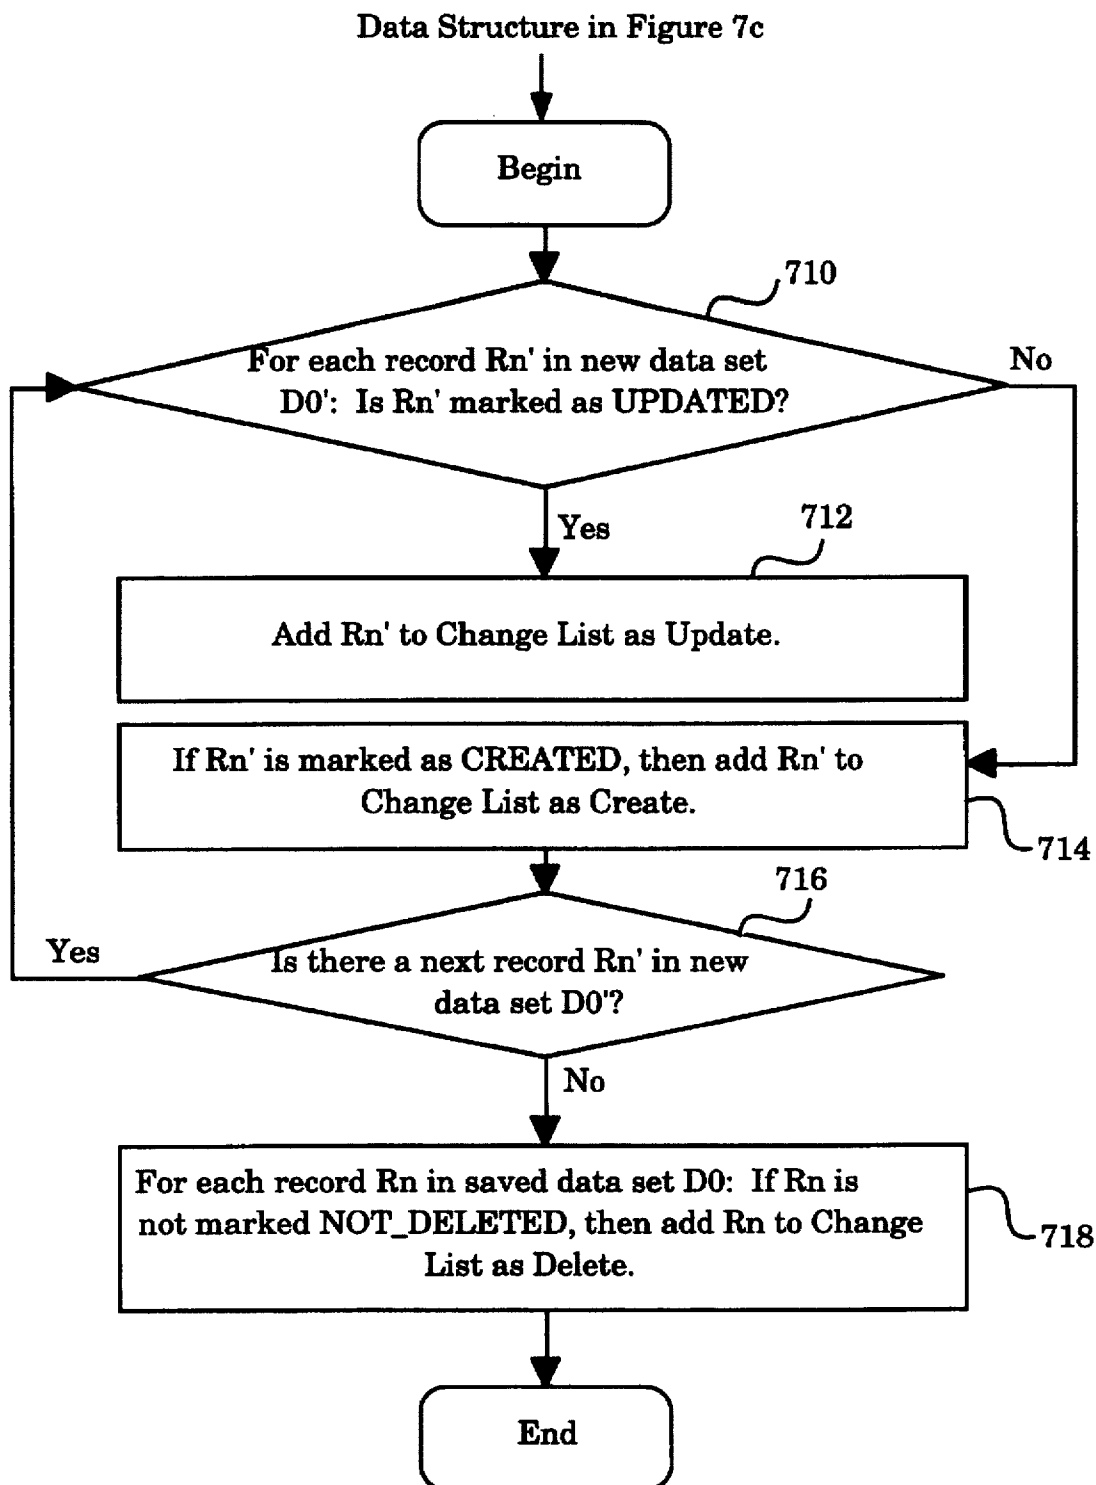 Data Structure in Figure 7c
Begin
710
For each record Rn' in new data set
D0': Is Rn' marked as UPDATED?
No
Yes
712
Add Rn' to Change List as Update.
If Rn' is marked as CREATED, then add Rn' to
Change List as Create.
714
716
Yes
Is there a next record Rn' in new
data set D0'?
No
For each record Rn in saved data set D0: If Rn is
not marked NOT_DELETED, then add Rn to Change
List as Delete.
718
End